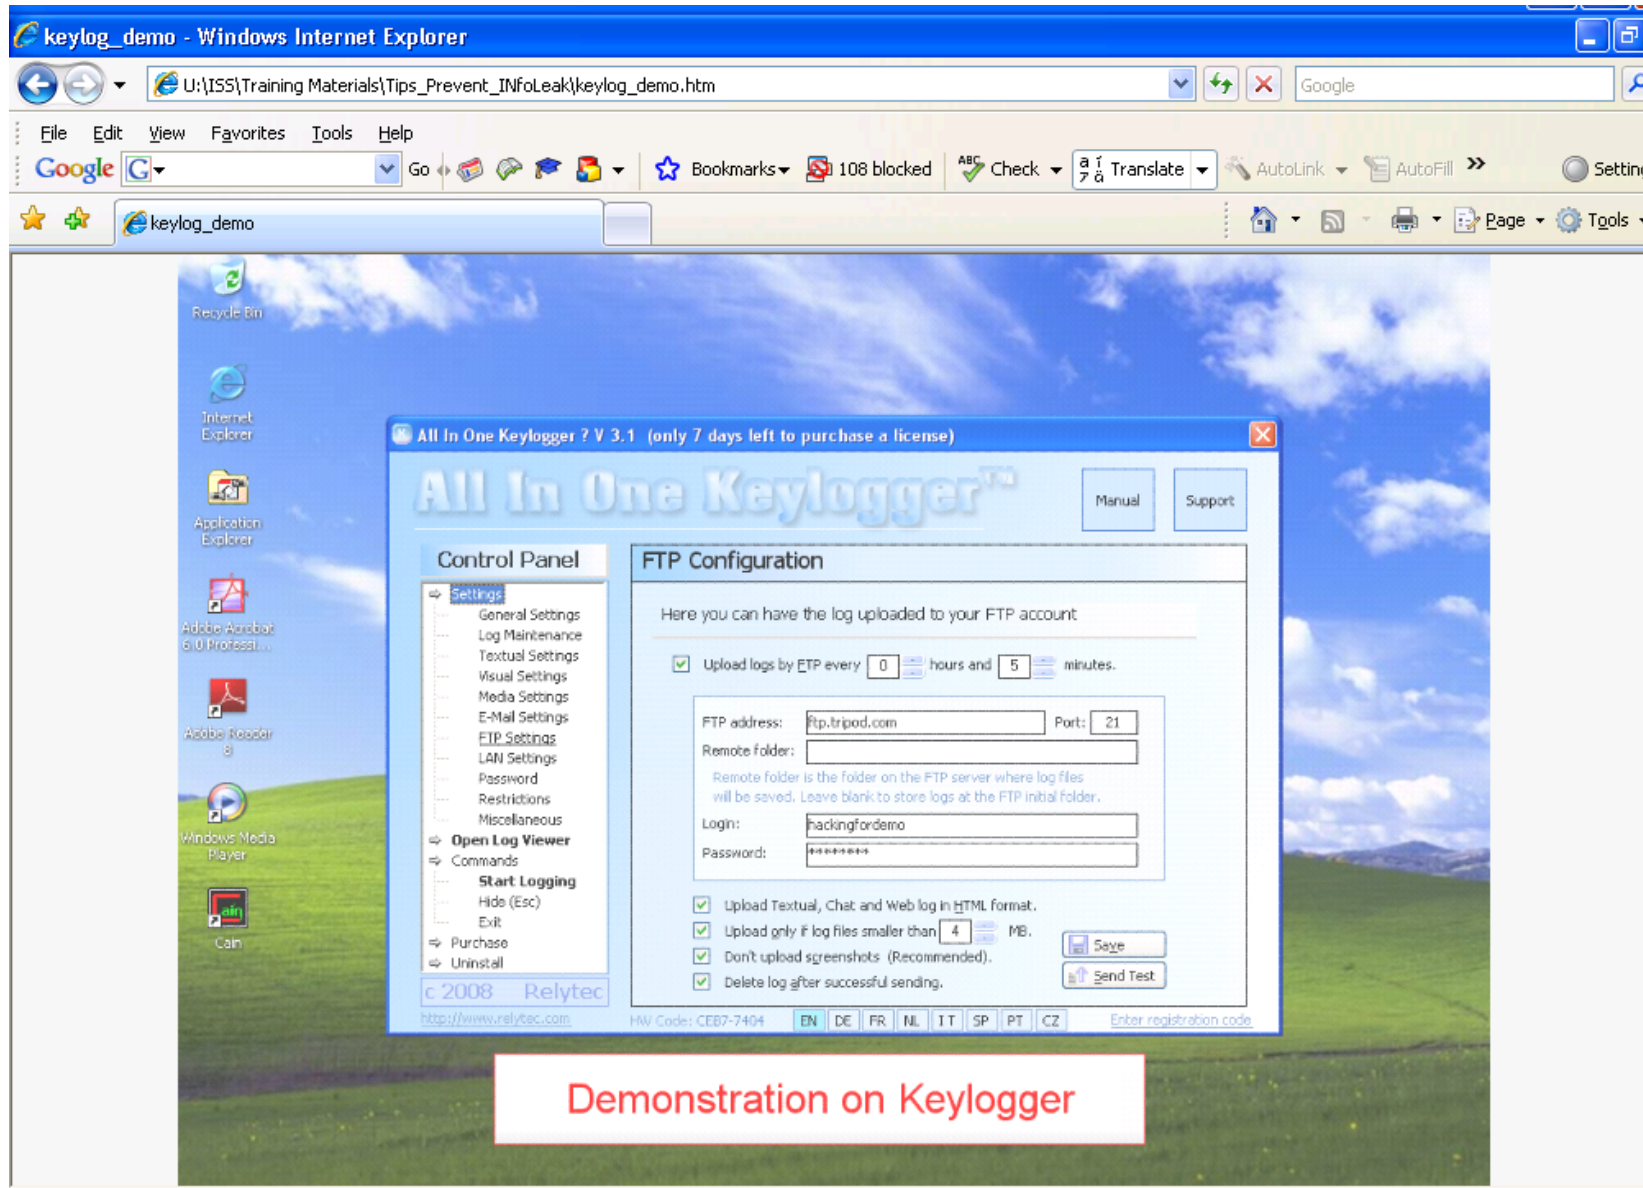 keylog_demo - Windows Internet Explorer
U:\ISS\Training Materials\Tips_Prevent_INfoLeak\keylog_demo.htm
Google
File Edit View Favorites Tools Help
Google G Go Bookmarks 108 blocked ABC Check Translate AutoLink AutoFill » Setting
keylog_demo
Page Tools
Recycle Bin
Internet
Explorer
Application
Explorer
Adobe Acrobat
6.0 Professi...
Adobe Reader
8
Windows Media
Player
Cain
All In One Keylogger ? V 3.1 (only 7 days left to purchase a license)
All In One Keylogger™
Manual
Support
Control Panel
Settings
General Settings
Log Maintenance
Textual Settings
Visual Settings
Media Settings
E-Mail Settings
FTP Settings
LAN Settings
Password
Restrictions
Miscellaneous
Open Log Viewer
Commands
Start Logging
Hide (Esc)
Exit
Purchase
Uninstall
c 2008 Relytec
http://www.relytec.com
FTP Configuration
Here you can have the log uploaded to your FTP account
Upload logs by FTP every 0 hours and 5 minutes.
FTP address: ftp.tripod.com Port: 21
Remote folder:
Remote folder is the folder on the FTP server where log files
will be saved. Leave blank to store logs at the FTP initial folder.
Login: hackingfordemo
Password: ********
Upload Textual, Chat and Web log in HTML format.
Upload only if log files smaller than 4 MB.
Don't upload screenshots (Recommended).
Delete log after successful sending.
Save
Send Test
HW Code: CEB7-7404 EN DE FR NL IT SP PT CZ Enter registration code
Demonstration on Keylogger